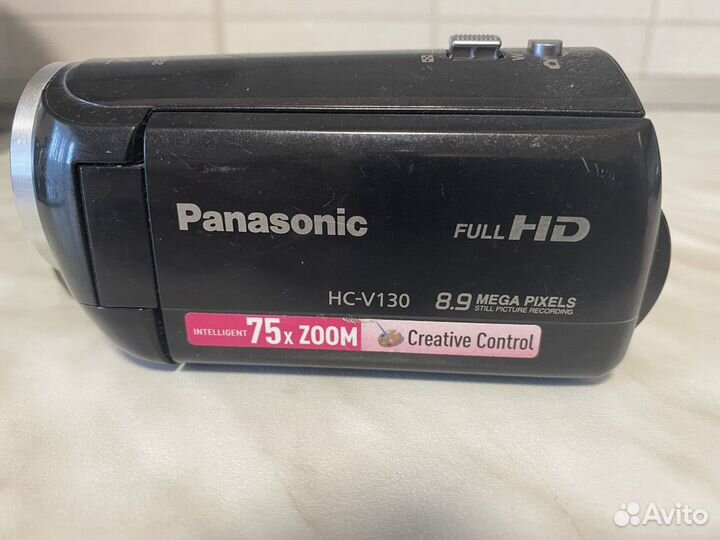 Panasonic
FULL HD
HC-V130
8.9 MEGA PIXELS
STILL PICTURE RECORDING
INTELLIGENT 75x ZOOM
Creative Control
Avito